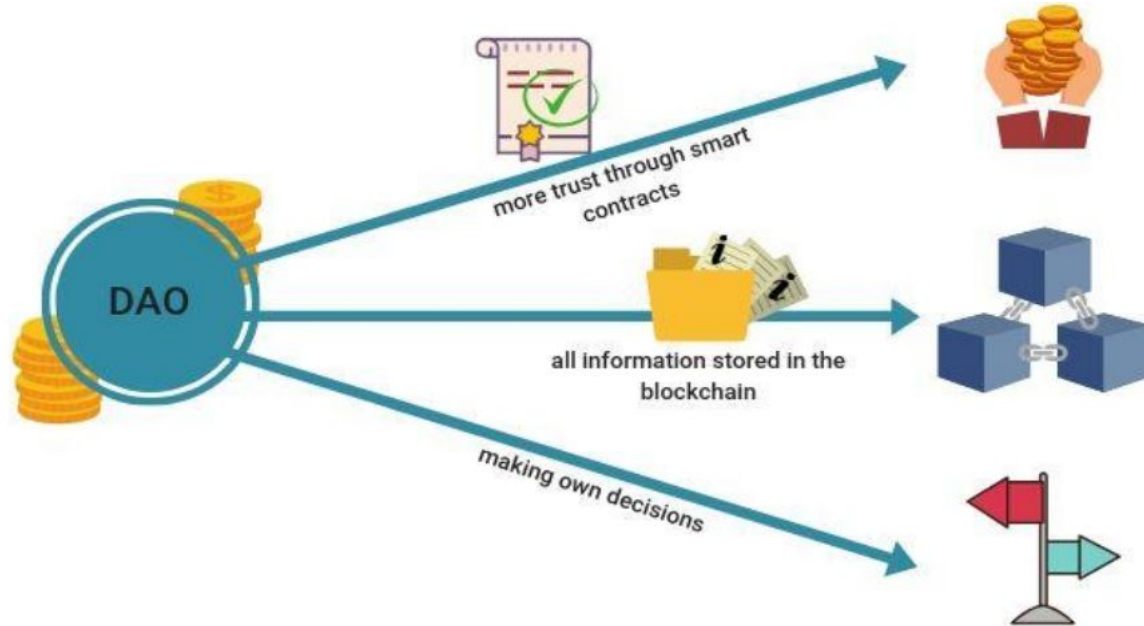 more trust through smart
contracts
DAO
all information stored in the
blockchain
making own decisions